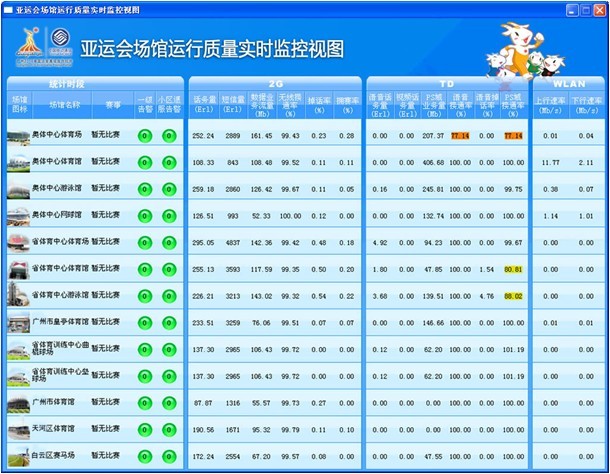 亚运会场馆运行质量实时监控视图
亚运会场馆运行质量实时监控视图
统计时段 2G TD WLAN
场馆图标 场馆名称 赛事 一级告警 小区退服告警 话务量(Erl) 短信量(Erl) 数据业务流量(Mb) 无线接通率(%) 掉话率(%) 拥塞率(%) 语音话务量(Erl) 视频话务量(Erl) PS域业务量(Mb) 语音接通率(%) 语音掉话率(%) PS域接通率(%) 上行速率(Mb/s) 下行速率(Mb/s)
奥体中心体育场 暂无比赛 0 0 252.24 2889 161.45 99.43 0.23 0.28 0.00 0.00 207.37 77.14 0.00 77.14 0.01 0.04
奥体中心体育馆 暂无比赛 0 0 108.33 843 108.48 99.52 0.11 0.11 0.00 0.00 406.68 100.00 0.00 100.00 11.77 2.11
奥体中心游泳馆 暂无比赛 0 0 259.18 2860 126.42 99.67 0.11 0.05 0.16 0.00 245.81 100.00 0.00 99.75 0.38 0.07
奥体中心网球馆 暂无比赛 0 0 126.51 993 52.33 100.00 0.12 0.00 0.00 0.00 132.74 100.00 0.00 100.00 1.14 1.01
省体育中心体育场 暂无比赛 0 0 295.05 4837 142.36 99.42 0.48 0.18 4.92 0.00 94.23 100.00 0.00 99.67 0.00 0.00
省体育中心体育馆 暂无比赛 0 0 255.13 3593 117.59 99.35 0.50 0.20 1.80 0.00 47.85 100.00 1.54 80.81 0.00 0.00
省体育中心游泳馆 暂无比赛 0 0 226.21 3213 143.02 99.32 0.54 0.22 3.68 0.00 139.51 100.00 4.76 88.02 0.00 0.00
广州市皇亭体育馆 暂无比赛 0 0 233.51 3259 76.06 99.51 0.07 0.07 0.00 0.00 146.66 100.00 0.00 100.00 0.01 0.01
省体育训练中心曲棍球场 暂无比赛 0 0 137.30 2965 106.43 99.72 0.00 0.00 0.12 0.00 62.20 100.00 0.00 101.19 0.00 0.00
省体育训练中心垒球场 暂无比赛 0 0 137.30 2965 106.43 99.72 0.00 0.00 0.12 0.00 62.20 100.00 0.00 101.19 0.00 0.00
广州市体育馆 暂无比赛 0 0 87.87 1316 55.57 99.73 0.27 0.00 0.00 0.00 0.00 100.00 0.00 100.00 0.00 0.00
天河区体育馆 暂无比赛 0 0 190.56 1671 95.32 99.79 0.11 0.10 0.00 0.00 0.00 100.00 0.00 100.00 0.00 0.00
白云区赛马场 暂无比赛 0 0 172.24 2554 67.20 99.57 0.08 0.00 0.00 0.00 47.55 100.00 0.00 100.00 0.00 0.00